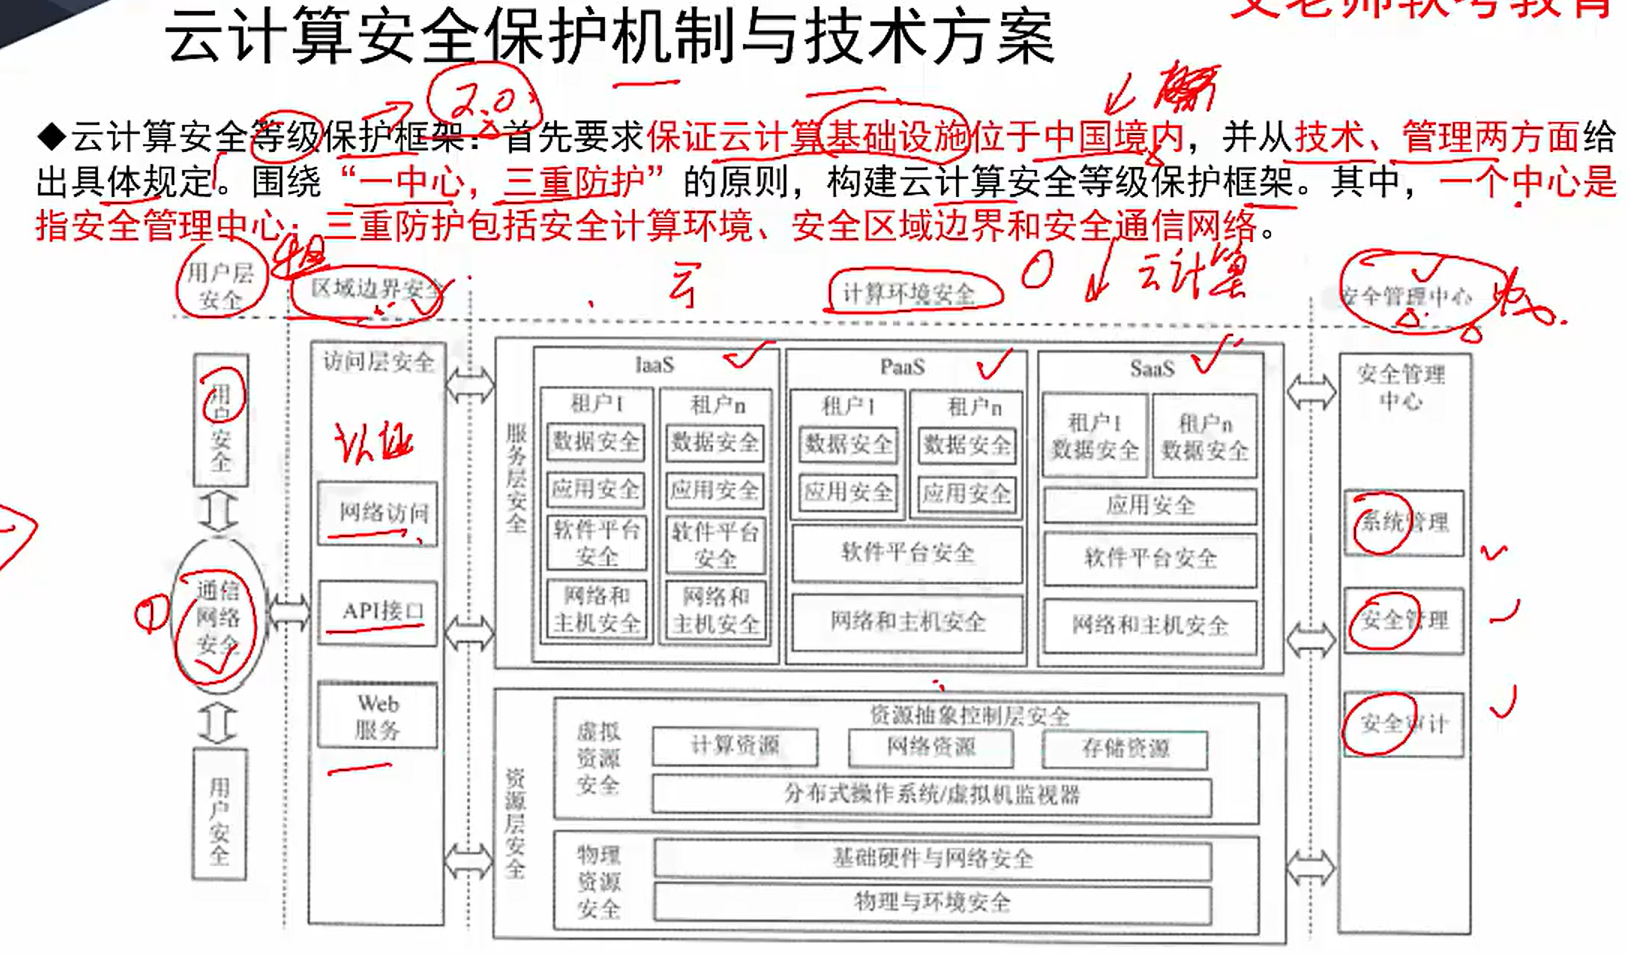 云计算安全保护机制与技术方案
2.0
◆云计算安全等级保护框架：首先要求保证云计算基础设施位于中国境内，并从技术、管理两方面给
出具体规定。围绕“一中心，三重防护”的原则，构建云计算安全等级保护框架。其中，一个中心是
指安全管理中心；三重防护包括安全计算环境、安全区域边界和安全通信网络。
用户层
安全
区域边界安全
云
计算环境安全
云计算
安全管理中心
用户安全
通信
网络
安全
①
用户安全
访问层安全
认证
网络访问
API接口
Web
服务
服务层安全
IaaS
租户1
数据安全
应用安全
软件平台
安全
网络和
主机安全
租户n
数据安全
应用安全
软件平台
安全
网络和
主机安全
PaaS
租户1
数据安全
应用安全
租户n
数据安全
应用安全
软件平台安全
网络和主机安全
SaaS
租户1
数据安全
租户n
数据安全
应用安全
软件平台安全
网络和主机安全
资源层安全
虚拟
资源
安全
资源抽象控制层安全
计算资源
网络资源
存储资源
分布式操作系统/虚拟机监视器
物理
资源
安全
基础硬件与网络安全
物理与环境安全
安全管理
中心
系统管理
安全管理
安全审计